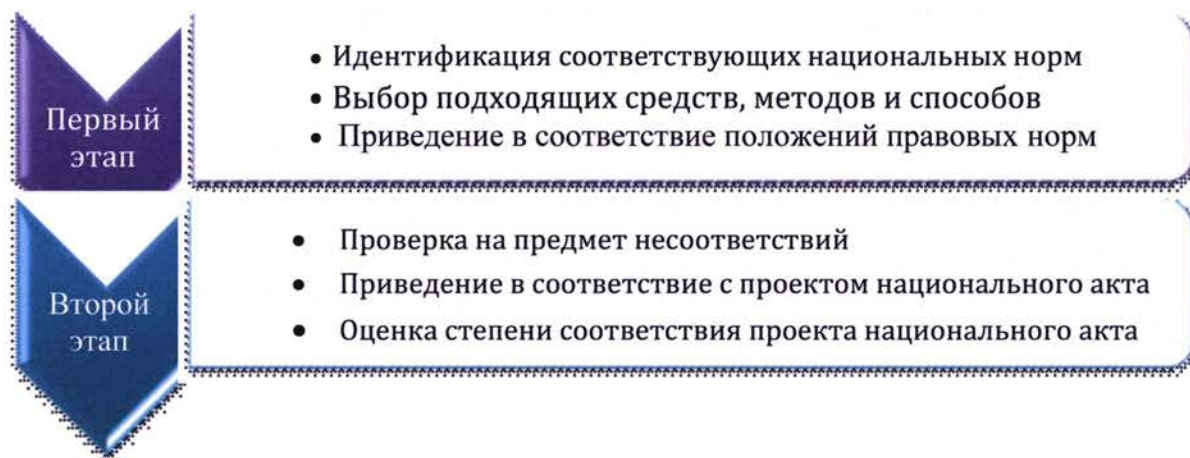 Первый
этап
• Идентификация соответствующих национальных норм
• Выбор подходящих средств, методов и способов
• Приведение в соответствие положений правовых норм
Второй
этап
• Проверка на предмет несоответствий
• Приведение в соответствие с проектом национального акта
• Оценка степени соответствия проекта национального акта